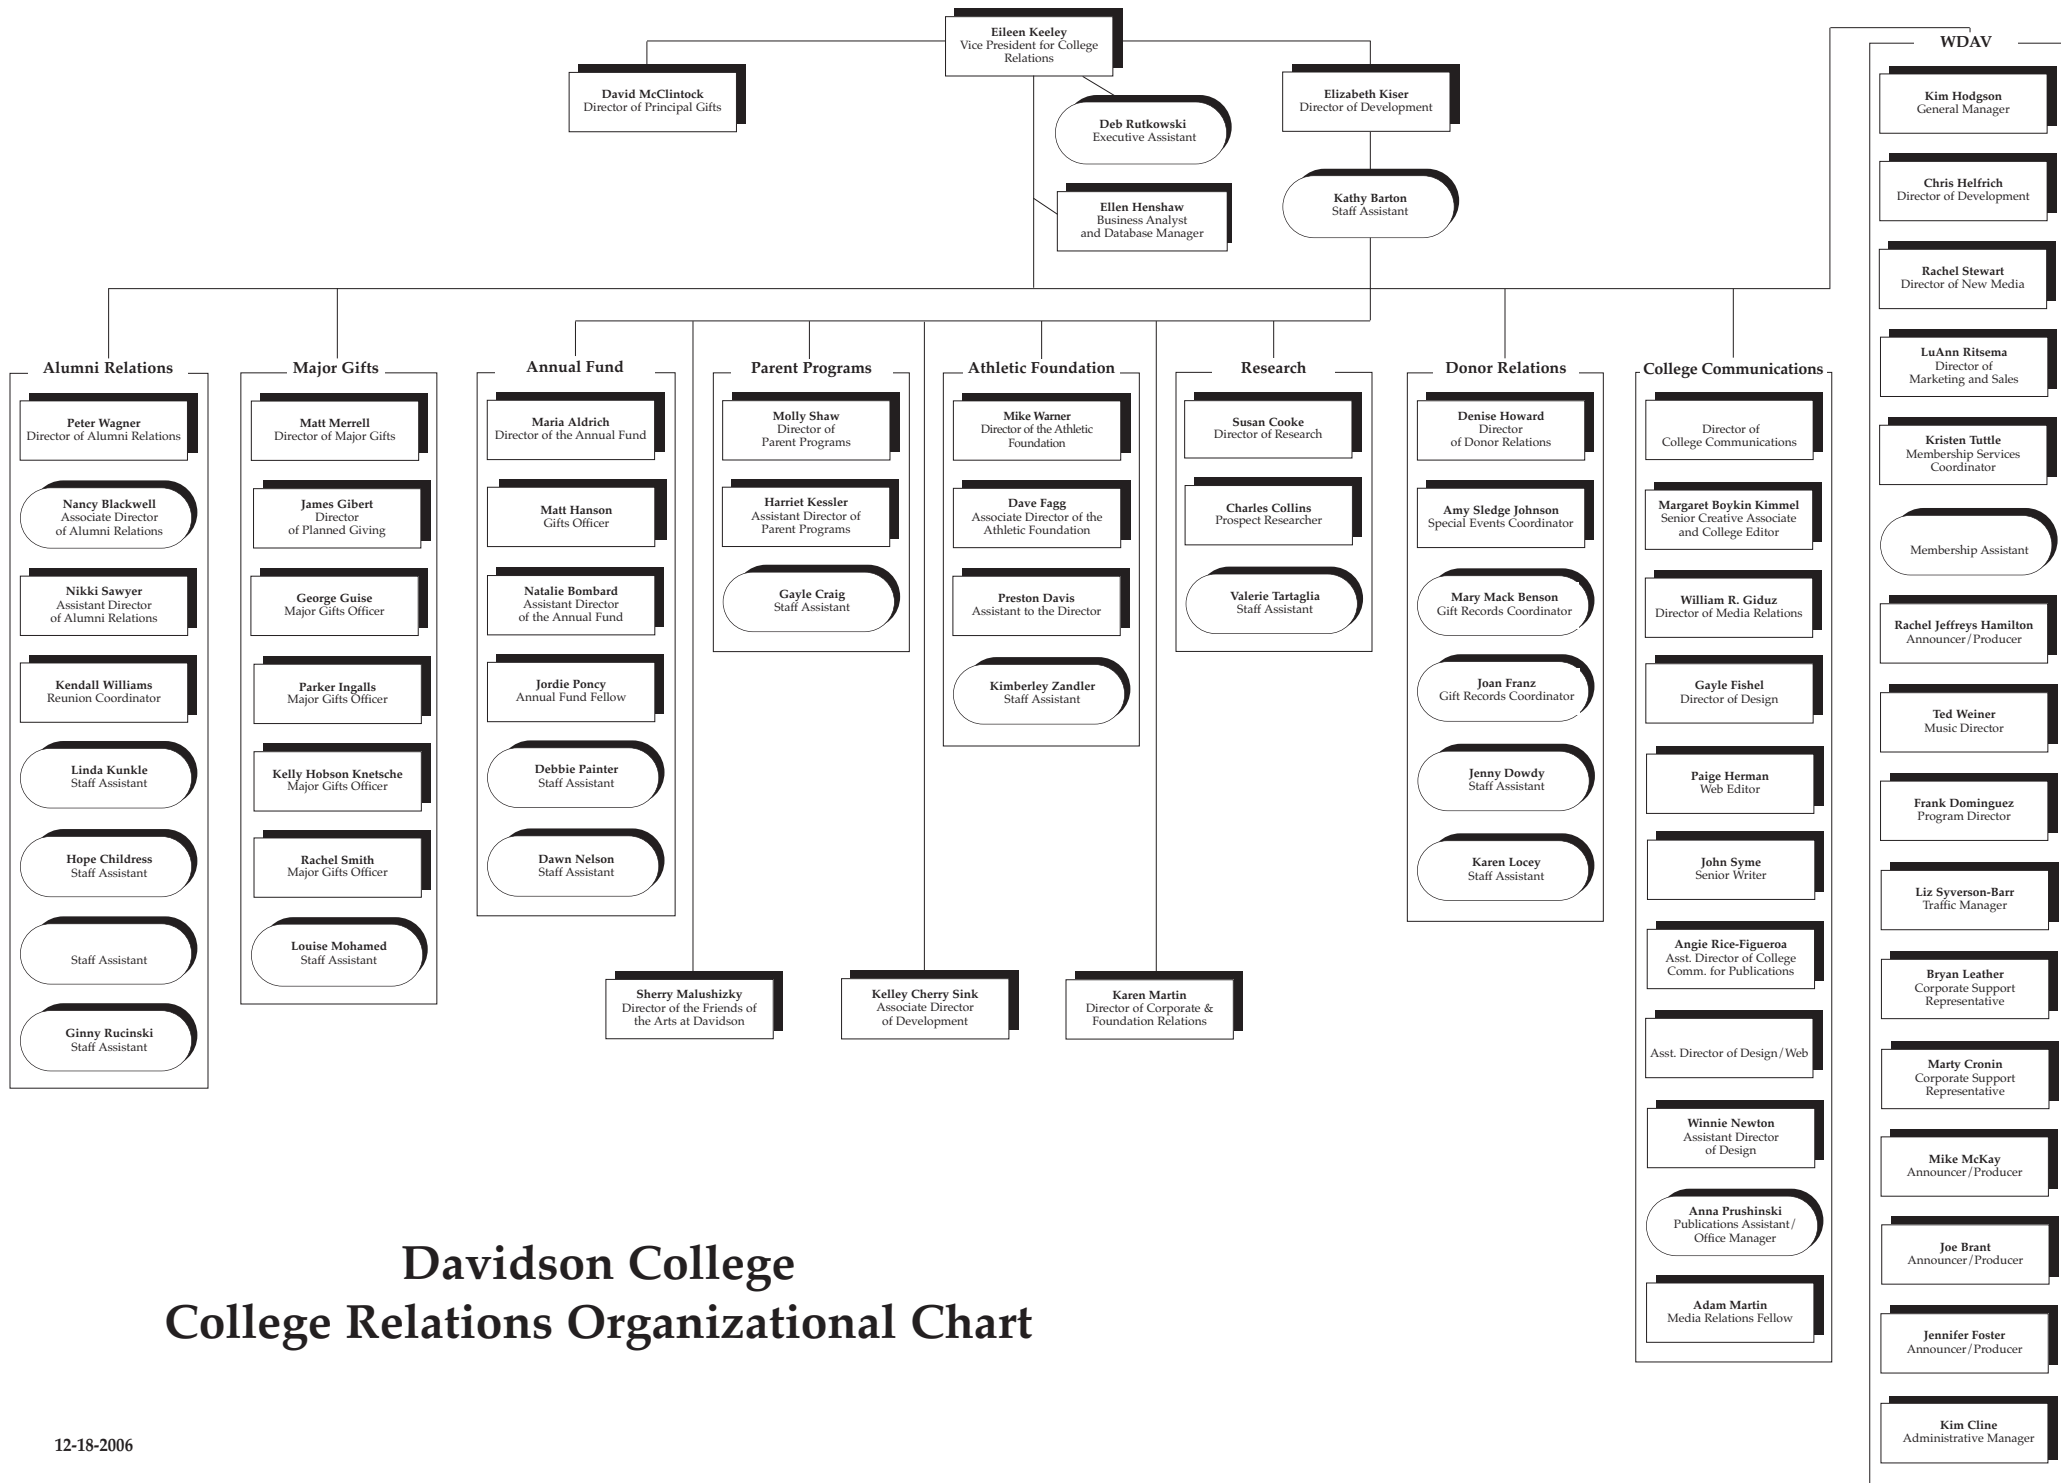 Eileen Keeley
Vice President for College
Relations
David McClintock
Director of Principal Gifts
Deb Rutkowski
Executive Assistant
Elizabeth Kiser
Director of Development
Ellen Henshaw
Business Analyst
and Database Manager
Kathy Barton
Staff Assistant
Alumni Relations
Peter Wagner
Director of Alumni Relations
Nancy Blackwell
Associate Director
of Alumni Relations
Nikki Sawyer
Assistant Director
of Alumni Relations
Kendall Williams
Reunion Coordinator
Linda Kunkle
Staff Assistant
Hope Childress
Staff Assistant
Staff Assistant
Ginny Rucinski
Staff Assistant
Major Gifts
Matt Merrell
Director of Major Gifts
James Gibert
Director
of Planned Giving
George Guise
Major Gifts Officer
Parker Ingalls
Major Gifts Officer
Kelly Hobson Knetsche
Major Gifts Officer
Rachel Smith
Major Gifts Officer
Louise Mohamed
Staff Assistant
Annual Fund
Maria Aldrich
Director of the Annual Fund
Matt Hanson
Gifts Officer
Natalie Bombard
Assistant Director
of the Annual Fund
Jordie Poncy
Annual Fund Fellow
Debbie Painter
Staff Assistant
Dawn Nelson
Staff Assistant
Sherry Malushizky
Director of the Friends of
the Arts at Davidson
Parent Programs
Molly Shaw
Director of
Parent Programs
Harriet Kessler
Assistant Director of
Parent Programs
Gayle Craig
Staff Assistant
Kelley Cherry Sink
Associate Director
of Development
Athletic Foundation
Mike Warner
Director of the Athletic
Foundation
Dave Fagg
Associate Director of the
Athletic Foundation
Preston Davis
Assistant to the Director
Kimberley Zandler
Staff Assistant
Karen Martin
Director of Corporate &
Foundation Relations
Research
Susan Cooke
Director of Research
Charles Collins
Prospect Researcher
Valerie Tartaglia
Staff Assistant
Donor Relations
Denise Howard
Director
of Donor Relations
Amy Sledge Johnson
Special Events Coordinator
Mary Mack Benson
Gift Records Coordinator
Joan Franz
Gift Records Coordinator
Jenny Dowdy
Staff Assistant
Karen Locey
Staff Assistant
College Communications
Director of
College Communications
Margaret Boykin Kimmel
Senior Creative Associate
and College Editor
William R. Giduz
Director of Media Relations
Gayle Fishel
Director of Design
Paige Herman
Web Editor
John Syme
Senior Writer
Angie Rice-Figueroa
Asst. Director of College
Comm. for Publications
Asst. Director of Design/Web
Winnie Newton
Assistant Director
of Design
Anna Prushinski
Publications Assistant/
Office Manager
Adam Martin
Media Relations Fellow
WDAV
Kim Hodgson
General Manager
Chris Helfrich
Director of Development
Rachel Stewart
Director of New Media
LuAnn Ritsema
Director of
Marketing and Sales
Kristen Tuttle
Membership Services
Coordinator
Membership Assistant
Rachel Jeffreys Hamilton
Announcer/Producer
Ted Weiner
Music Director
Frank Dominguez
Program Director
Liz Syverson-Barr
Traffic Manager
Bryan Leather
Corporate Support
Representative
Marty Cronin
Corporate Support
Representative
Mike McKay
Announcer/Producer
Joe Brant
Announcer/Producer
Jennifer Foster
Announcer/Producer
Kim Cline
Administrative Manager
Davidson College
College Relations Organizational Chart
12-18-2006